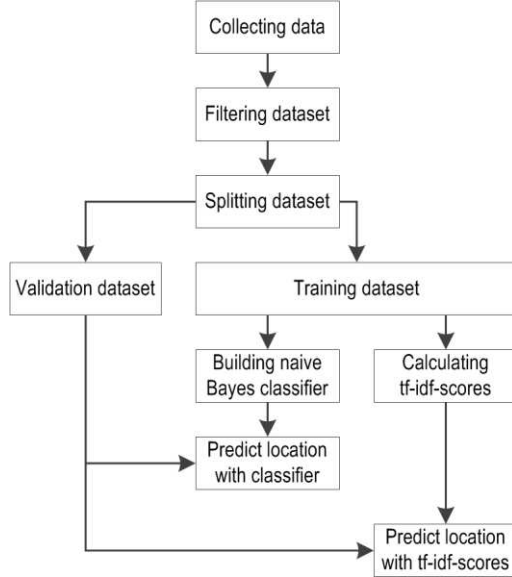 Collecting data
Filtering dataset
Splitting dataset
Validation dataset
Training dataset
Building naive
Bayes classifier
Calculating
tf-idf-scores
Predict location
with classifier
Predict location
with tf-idf-scores